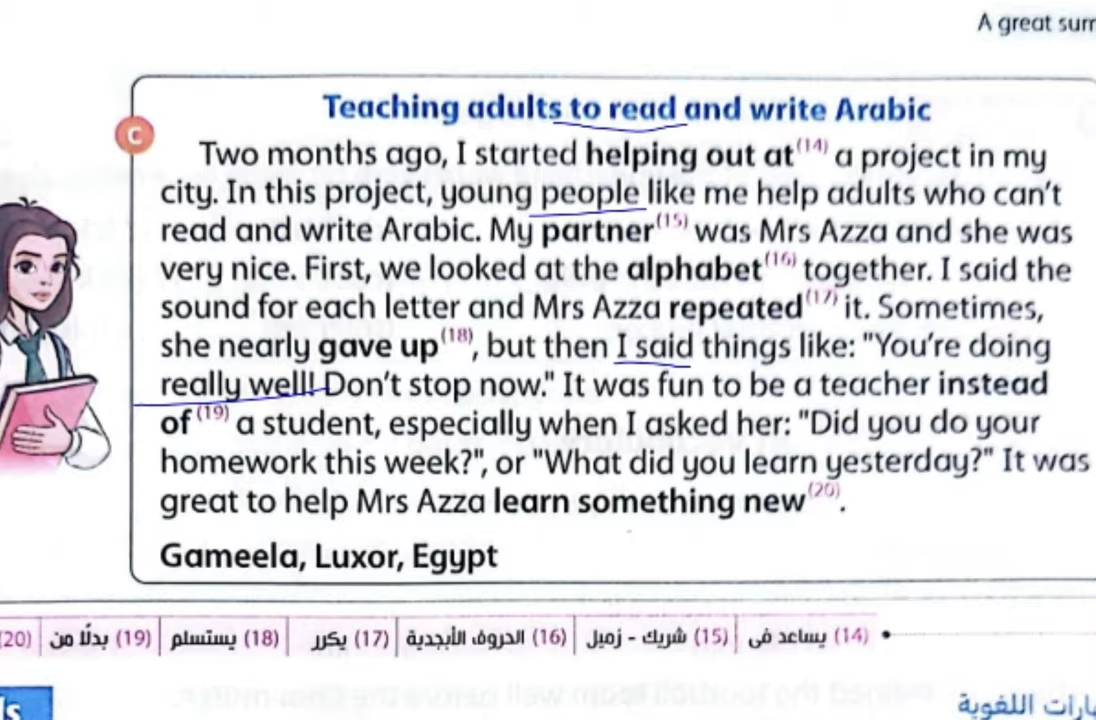 A great sum
Teaching adults to read and write Arabic
C
Two months ago, I started helping out at(14) a project in my
city. In this project, young people like me help adults who can't
read and write Arabic. My partner(15) was Mrs Azza and she was
very nice. First, we looked at the alphabet(16) together. I said the
sound for each letter and Mrs Azza repeated(17) it. Sometimes,
she nearly gave up(18), but then I said things like: "You're doing
really well! Don't stop now." It was fun to be a teacher instead
of(19) a student, especially when I asked her: "Did you do your
homework this week?", or "What did you learn yesterday?" It was
great to help Mrs Azza learn something new(20).
Gameela, Luxor, Egypt
(14) يساعد فى (15) شريك - زميل (16) الحروف الأبجدية (17) يكرر (18) يستسلم (19) بدلًا من (20)
اللغوية